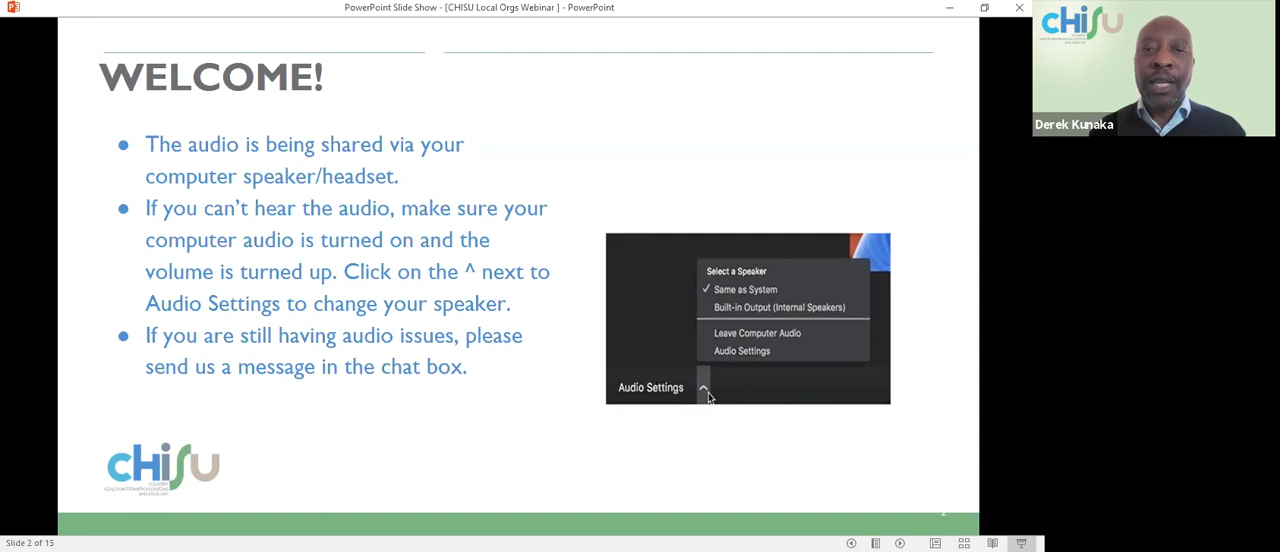 PowerPoint Slide Show - [CHISU Local Orgs Webinar ] - PowerPoint
WELCOME!
● The audio is being shared via your
computer speaker/headset.
● If you can't hear the audio, make sure your
computer audio is turned on and the
volume is turned up. Click on the ^ next to
Audio Settings to change your speaker.
● If you are still having audio issues, please
send us a message in the chat box.
Select a Speaker
✓ Same as System
Built-in Output (Internal Speakers)
Leave Computer Audio
Audio Settings
Audio Settings
CHISU
2
Slide 2 of 15
CHISU
Derek Kunaka